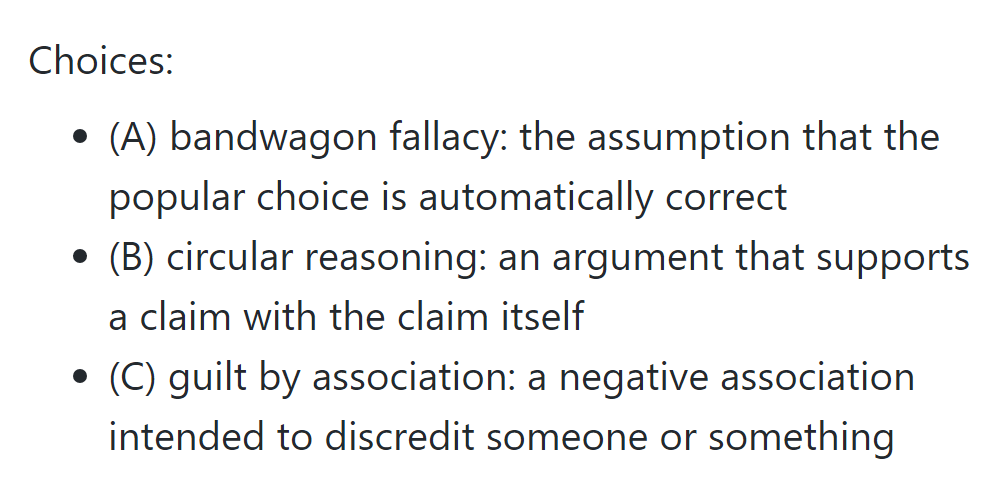 Choices:
• (A) bandwagon fallacy: the assumption that the
popular choice is automatically correct
• (B) circular reasoning: an argument that supports
a claim with the claim itself
• (C) guilt by association: a negative association
intended to discredit someone or something